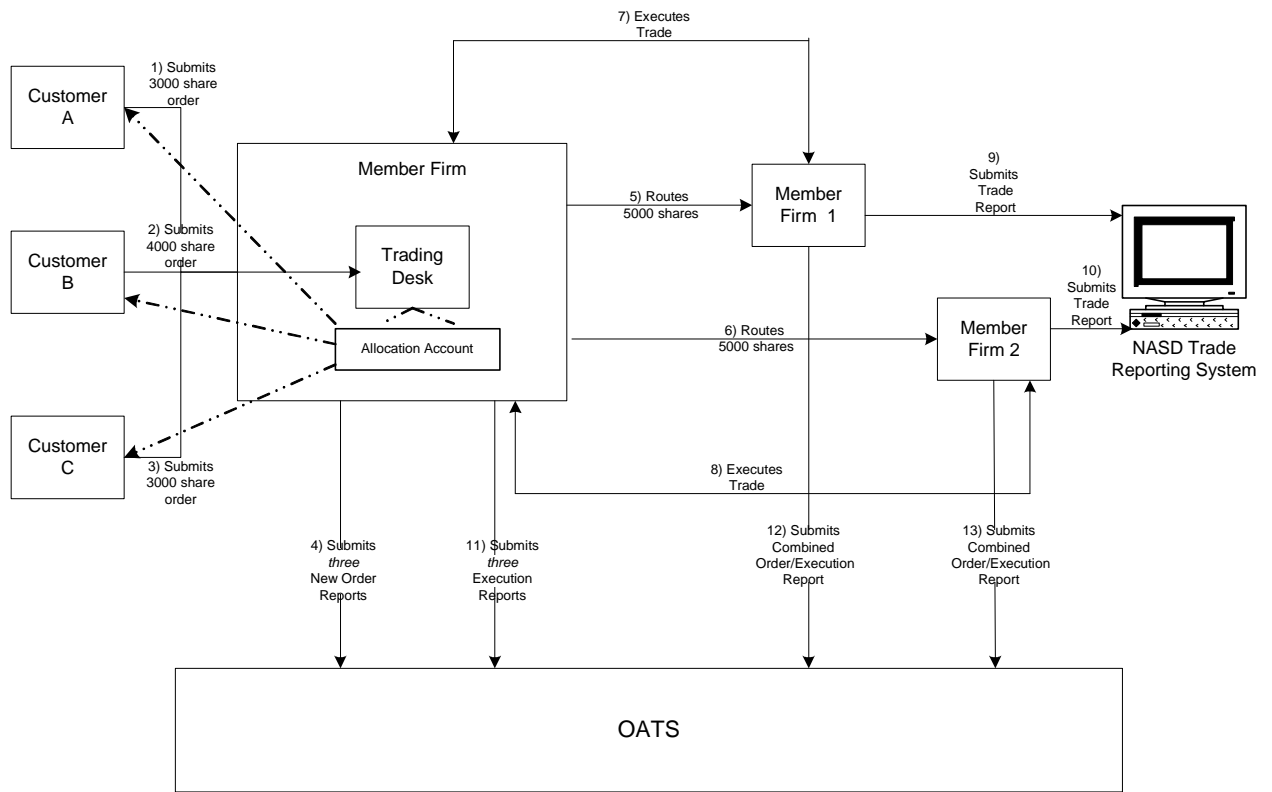 7) Executes
Trade
1) Submits
3000 share
order
Customer
A
Member Firm
9)
Submits
Trade
Report
5) Routes
5000 shares
Member
Firm 1
2) Submits
4000 share
order
Customer
B
Trading
Desk
10)
Submits
Trade
Report
6) Routes
5000 shares
Member
Firm 2
Allocation Account
NASD Trade
Reporting System
Customer
C
3) Submits
3000 share
order
8) Executes
Trade
4) Submits
three
New Order
Reports
11) Submits
three
Execution
Reports
12) Submits
Combined
Order/Execution
Report
13) Submits
Combined
Order/Execution
Report
OATS